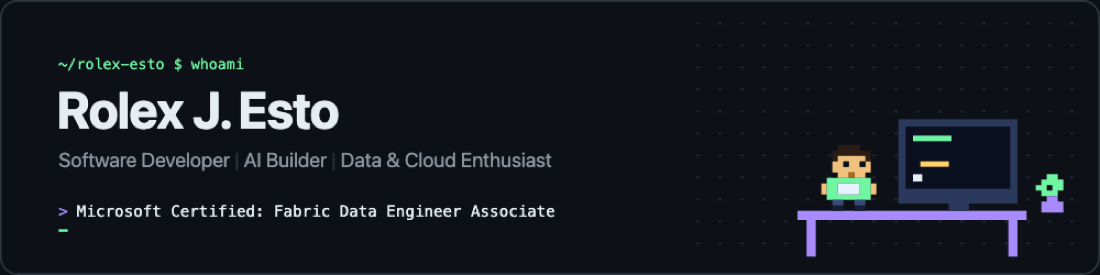 ~/rolex-esto $ whoami
Rolex J. Esto
Software Developer | AI Builder | Data & Cloud Enthusiast
> Microsoft Certified: Fabric Data Engineer Associate